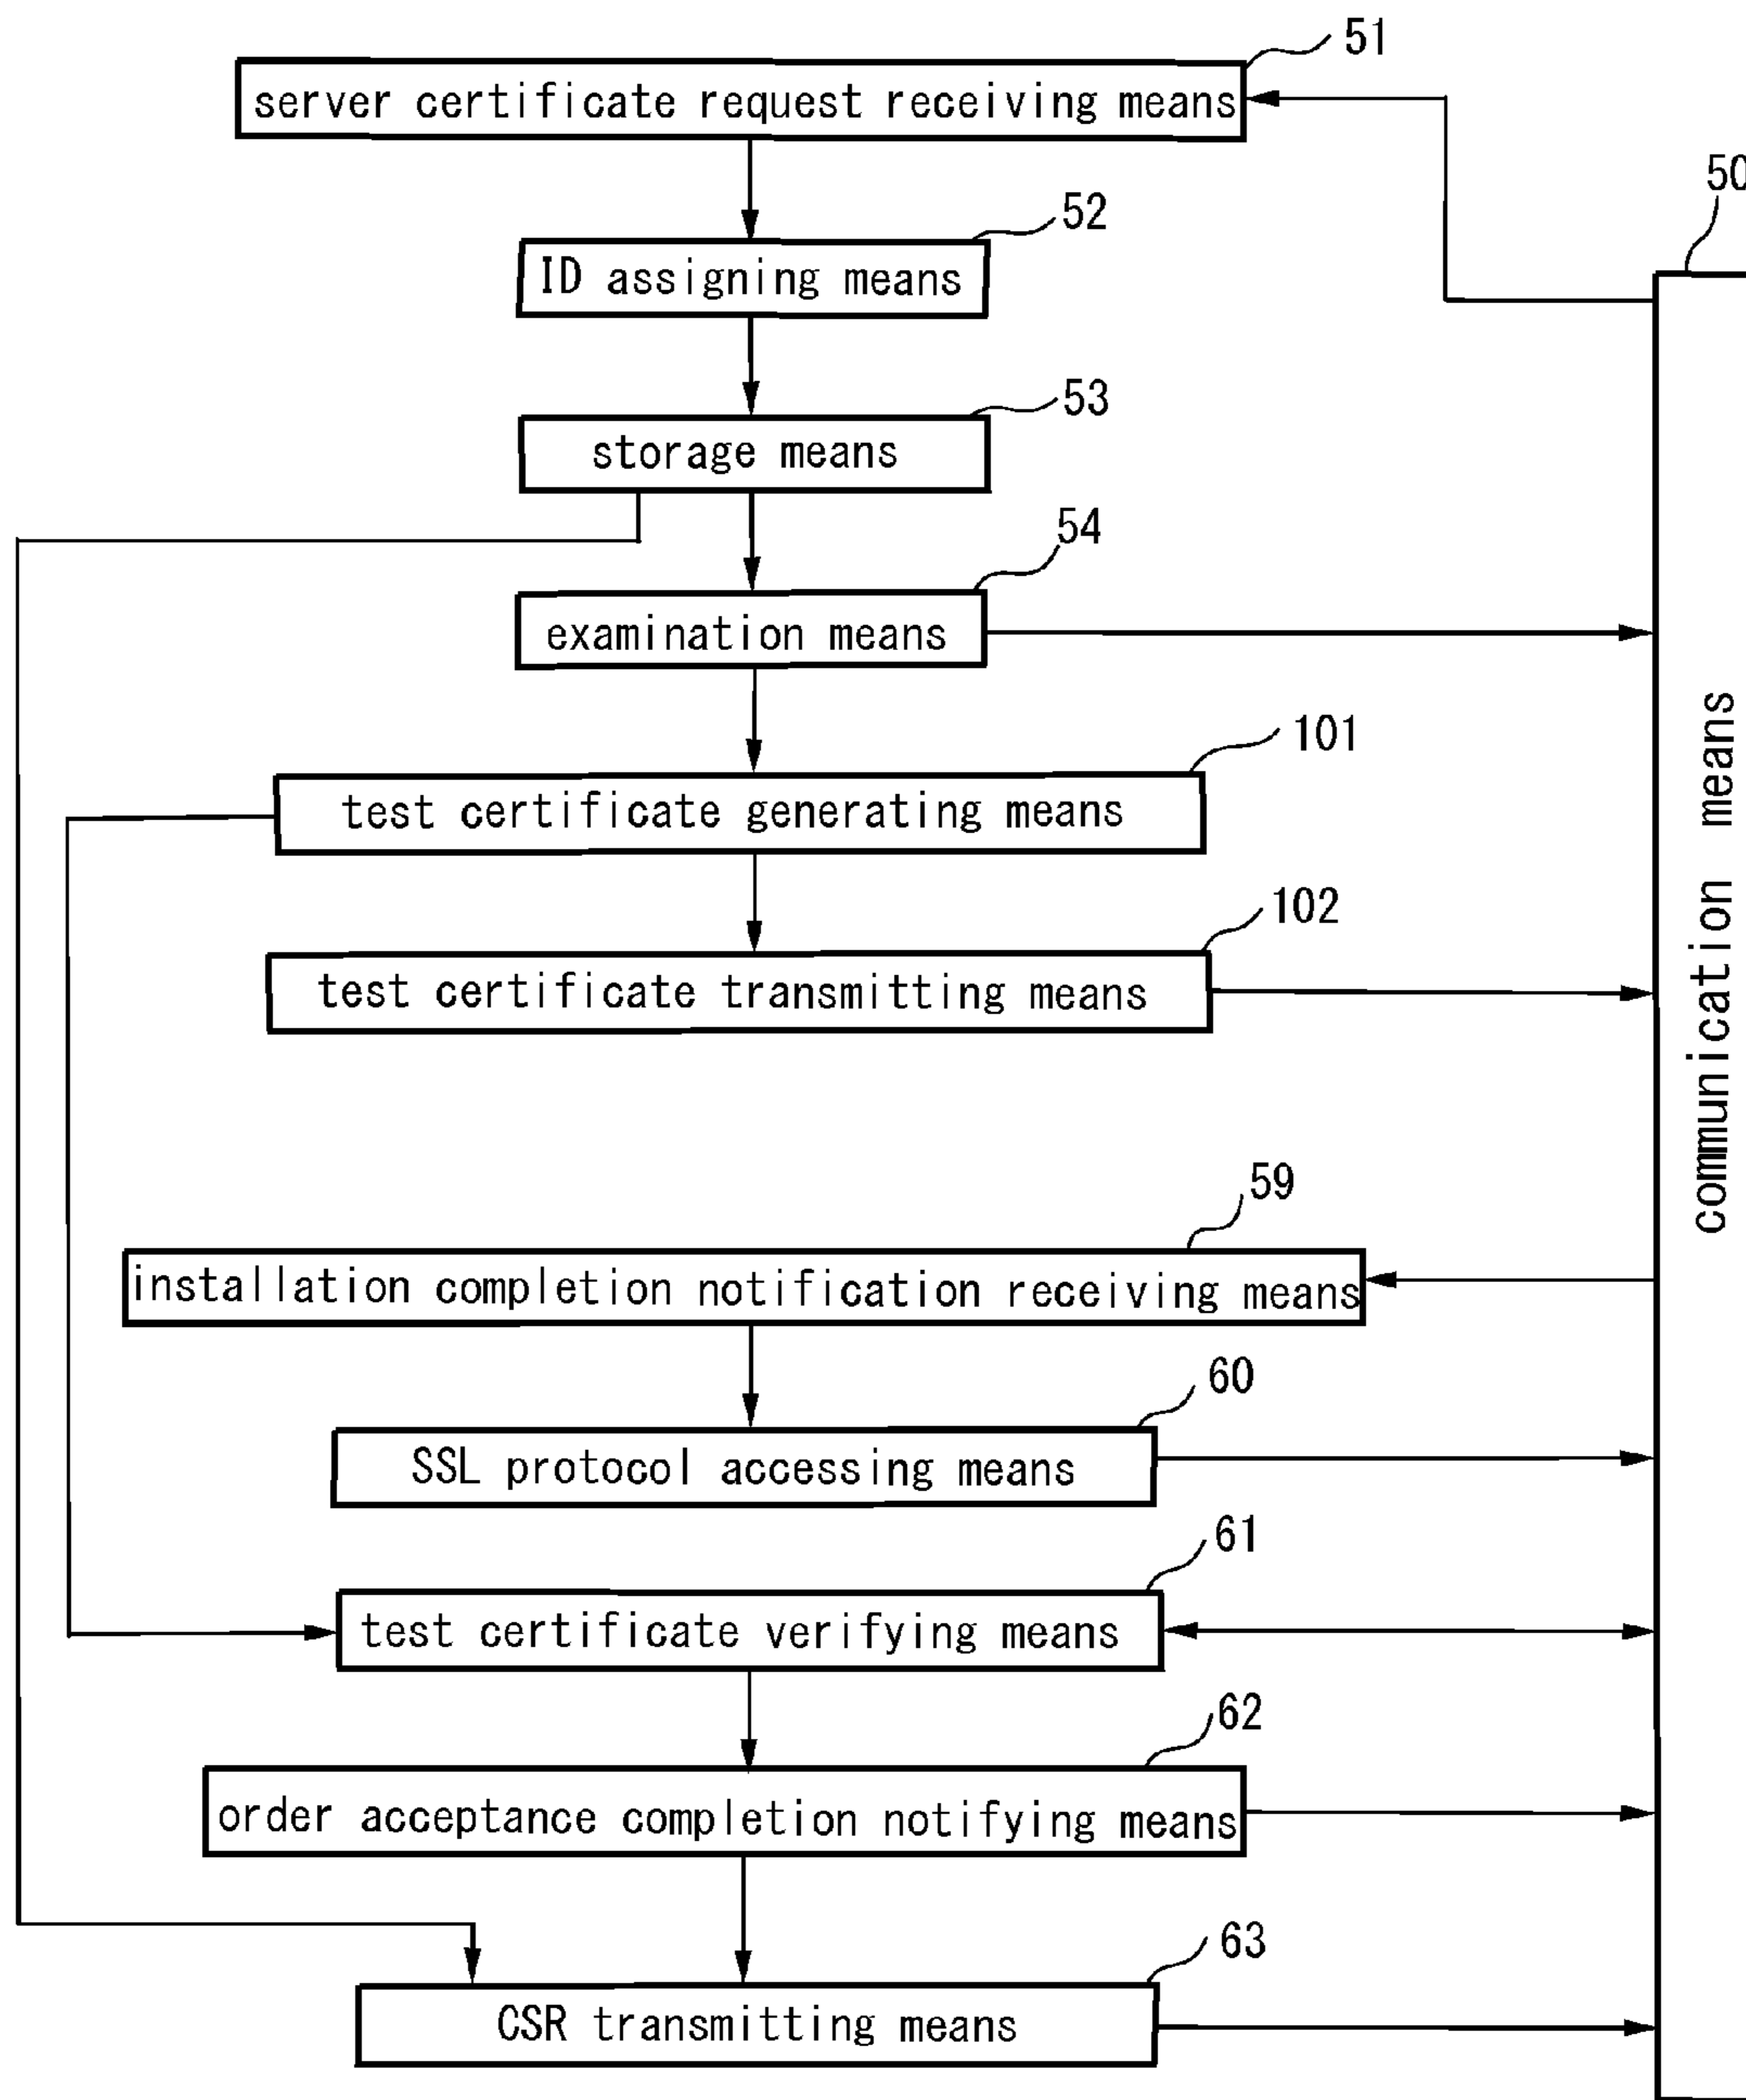 51
server certificate request receiving means
50
52
ID assigning means
53
storage means
54
examination means
101
test certificate generating means
102
test certificate transmitting means
communication means
59
installation completion notification receiving means
60
SSL protocol accessing means
61
test certificate verifying means
62
order acceptance completion notifying means
63
CSR transmitting means